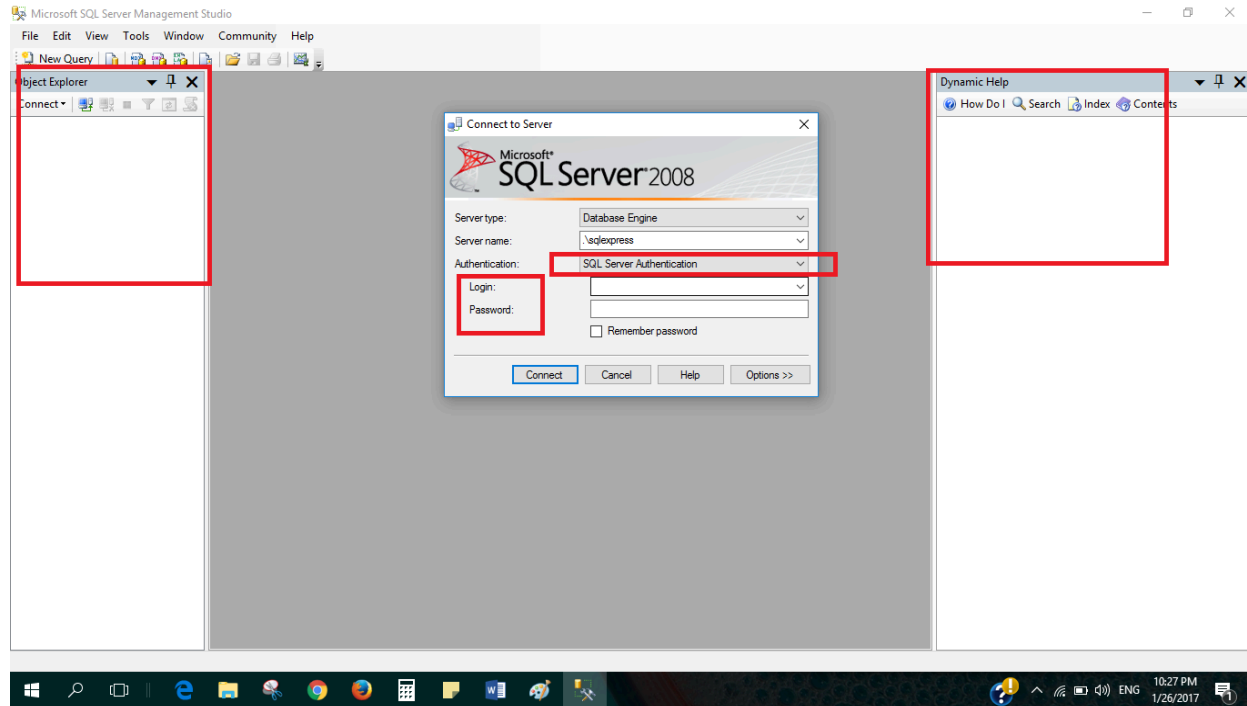 Microsoft SQL Server Management Studio
File Edit View Tools Window Community Help
New Query
Object Explorer
Connect
Dynamic Help
How Do I Search Index Contents
Connect to Server
Microsoft
SQL Server 2008
Server type: Database Engine
Server name: .\sqlexpress
Authentication: SQL Server Authentication
Login:
Password:
Remember password
Connect Cancel Help Options >>
ENG 10:27 PM
1/26/2017